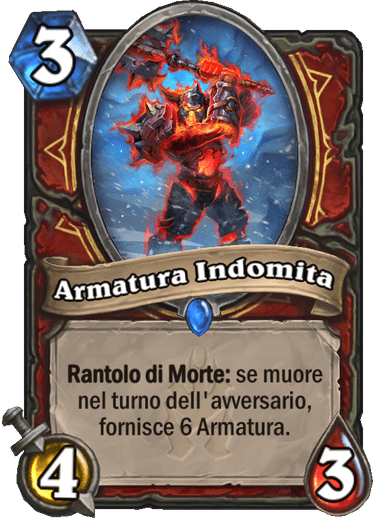 3
Armatura Indomita
Rantolo di Morte: se muore
nel turno dell'avversario,
fornisce 6 Armatura.
4
3